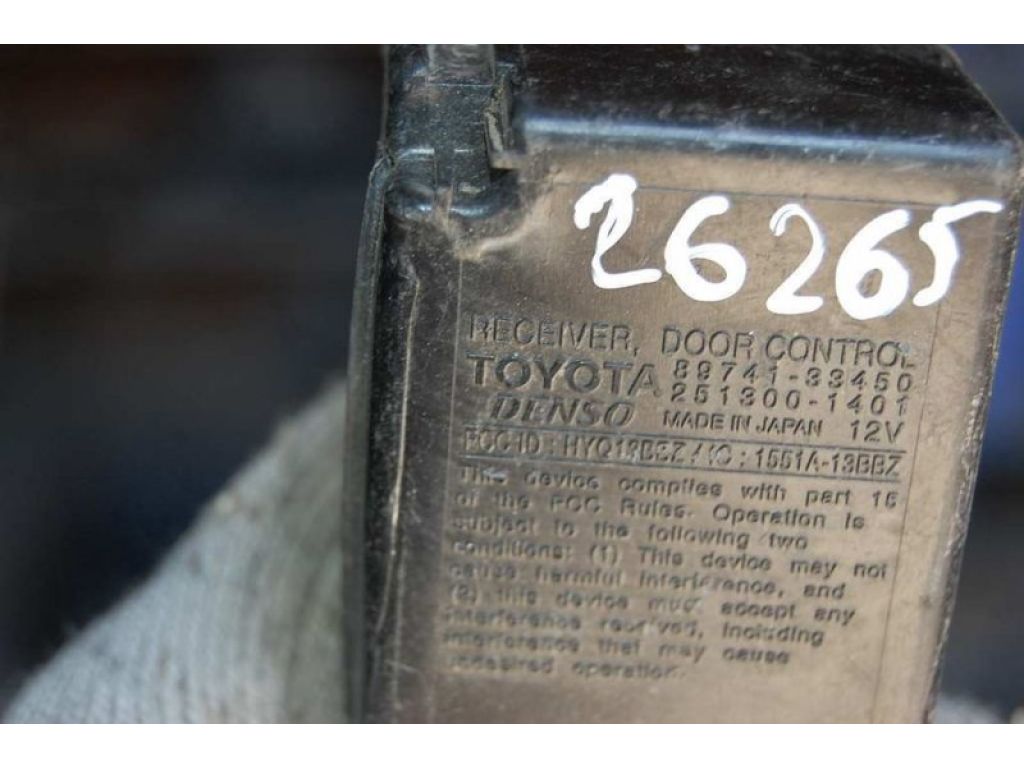 26265
RECEIVER, DOOR CONTROL
TOYOTA 89741-33450
251300-1401
DENSO MADE IN JAPAN 12V
FCC ID : HYQ13BBZ / IC : 1551A-13BBZ
This device complies with part 15
of the FCC Rules. Operation is
subject to the following two
conditions: (1) This device may not
cause harmful interference, and
(2) this device must accept any
interference received, including
interference that may cause
undesired operation.